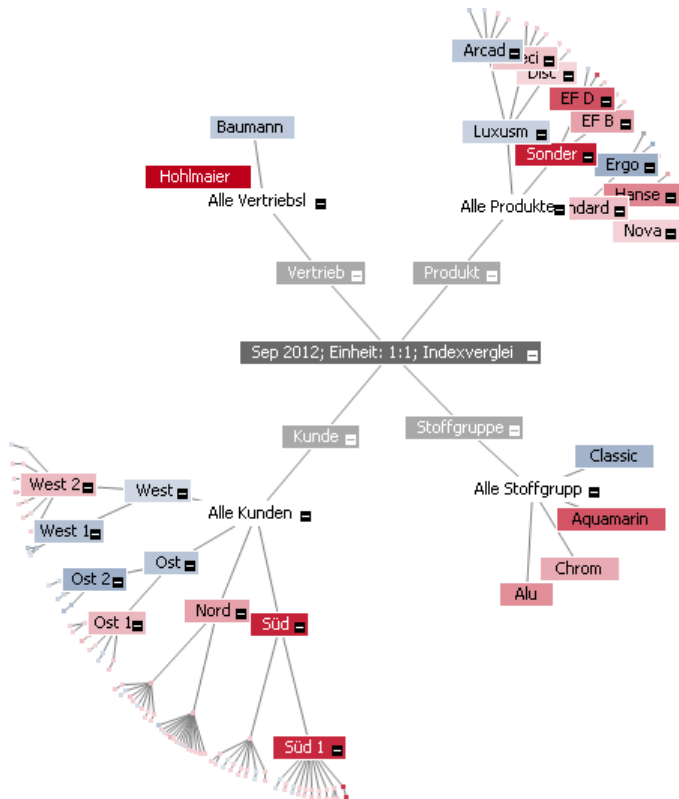 Arcad
eci
Disc
EF D
EF B
Baumann
Luxusm
Sonder
Ergo
Hohlmaier
Hanse
Alle Vertriebsl
Alle Produkte
ndard
Nova
Vertrieb
Produkt
Sep 2012; Einheit: 1:1; Indexverglei
Kunde
Stoffgruppe
Classic
West 2
West
Alle Stoffgrupp
Alle Kunden
Aquamarin
West 1
Ost
Chrom
Ost 2
Alu
Nord
Ost 1
Süd
Süd 1